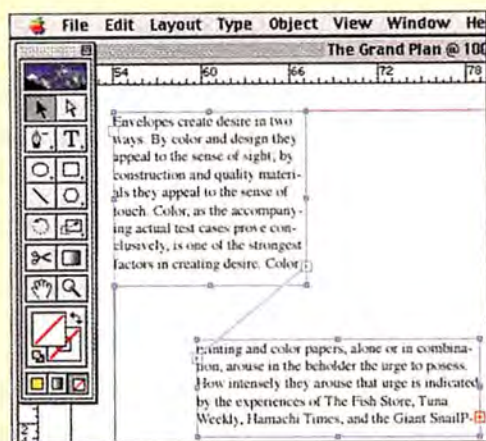 File Edit Layout Type Object View Window He
The Grand Plan @ 100
54 60 66 72 78
T
Envelopes create desire in two
ways. By color and design they
appeal to the sense of sight; by
construction and quality materi-
als they appeal to the sense of
touch. Color, as the accompany-
ing actual test cases prove con-
clusively, is one of the strongest
factors in creating desire. Color
printing and color papers, alone or in combina-
tion, arouse in the beholder the urge to posess.
How intensely they arouse that urge is indicated
by the experiences of The Fish Store, Tuna
Weekly, Hamachi Times, and the Giant SnailP-
2